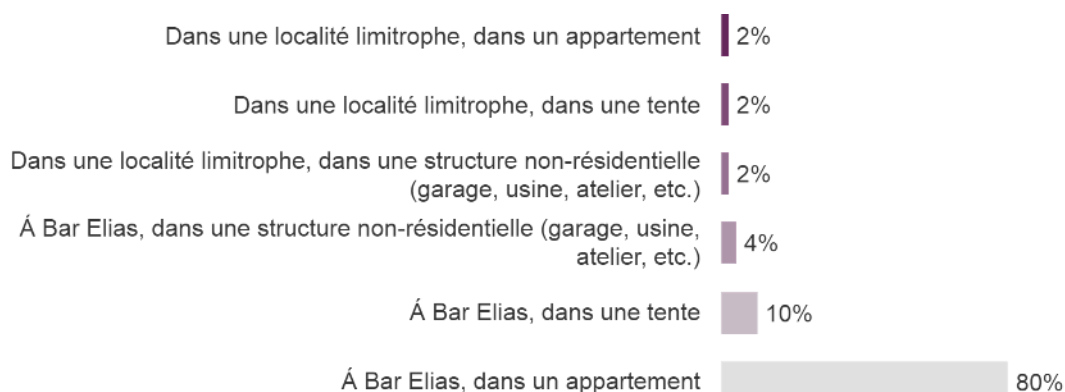 Dans une localité limitrophe, dans un appartement 2%
Dans une localité limitrophe, dans une tente 2%
Dans une localité limitrophe, dans une structure non-résidentielle
(garage, usine, atelier, etc.) 2%
Á Bar Elias, dans une structure non-résidentielle (garage, usine,
atelier, etc.) 4%
Á Bar Elias, dans une tente 10%
Á Bar Elias, dans un appartement 80%